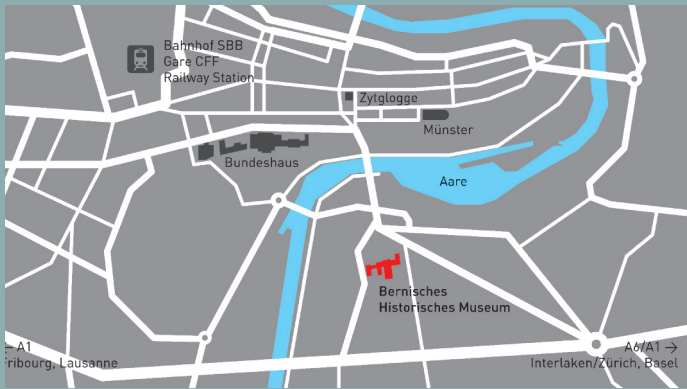 Bahnhof SBB
Gare CFF
Railway Station
Zytglogge
Münster
Bundeshaus
Aare
Bernisches
Historisches Museum
← A1
Fribourg, Lausanne
A6/A1 →
Interlaken/Zürich, Basel